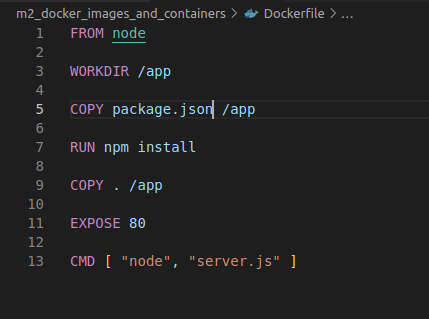 m2_docker_images_and_containers > Dockerfile > ...
1 FROM node
2
3 WORKDIR /app
4
5 COPY package.json /app
6
7 RUN npm install
8
9 COPY . /app
10
11 EXPOSE 80
12
13 CMD [ "node", "server.js" ]